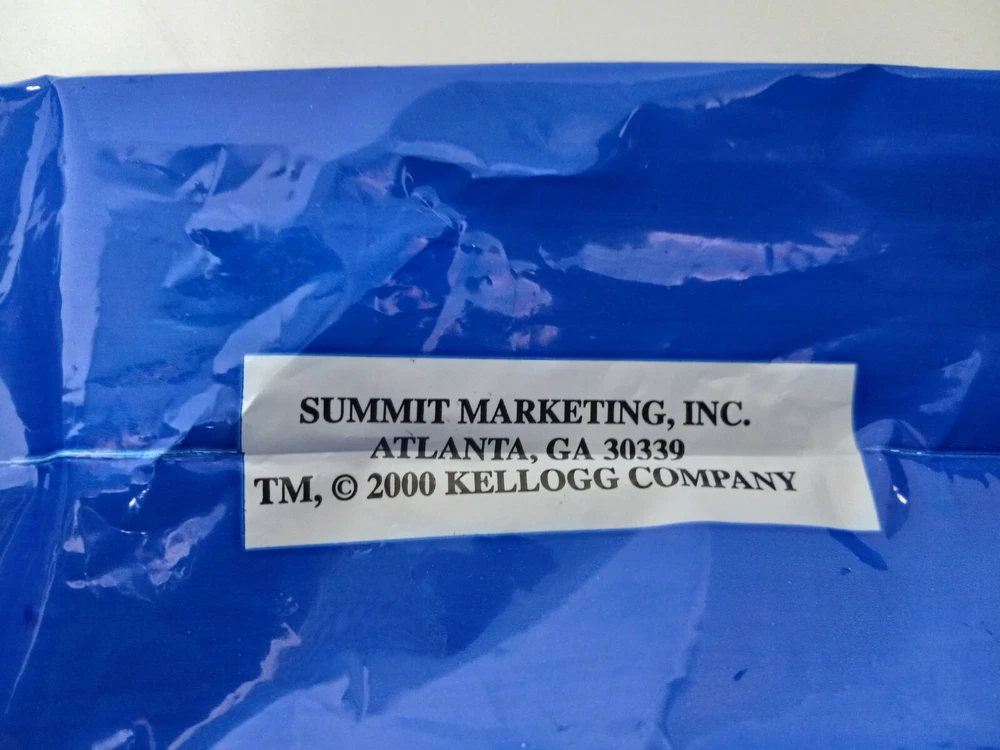 SUMMIT MARKETING, INC.
ATLANTA, GA 30339
TM, © 2000 KELLOGG COMPANY